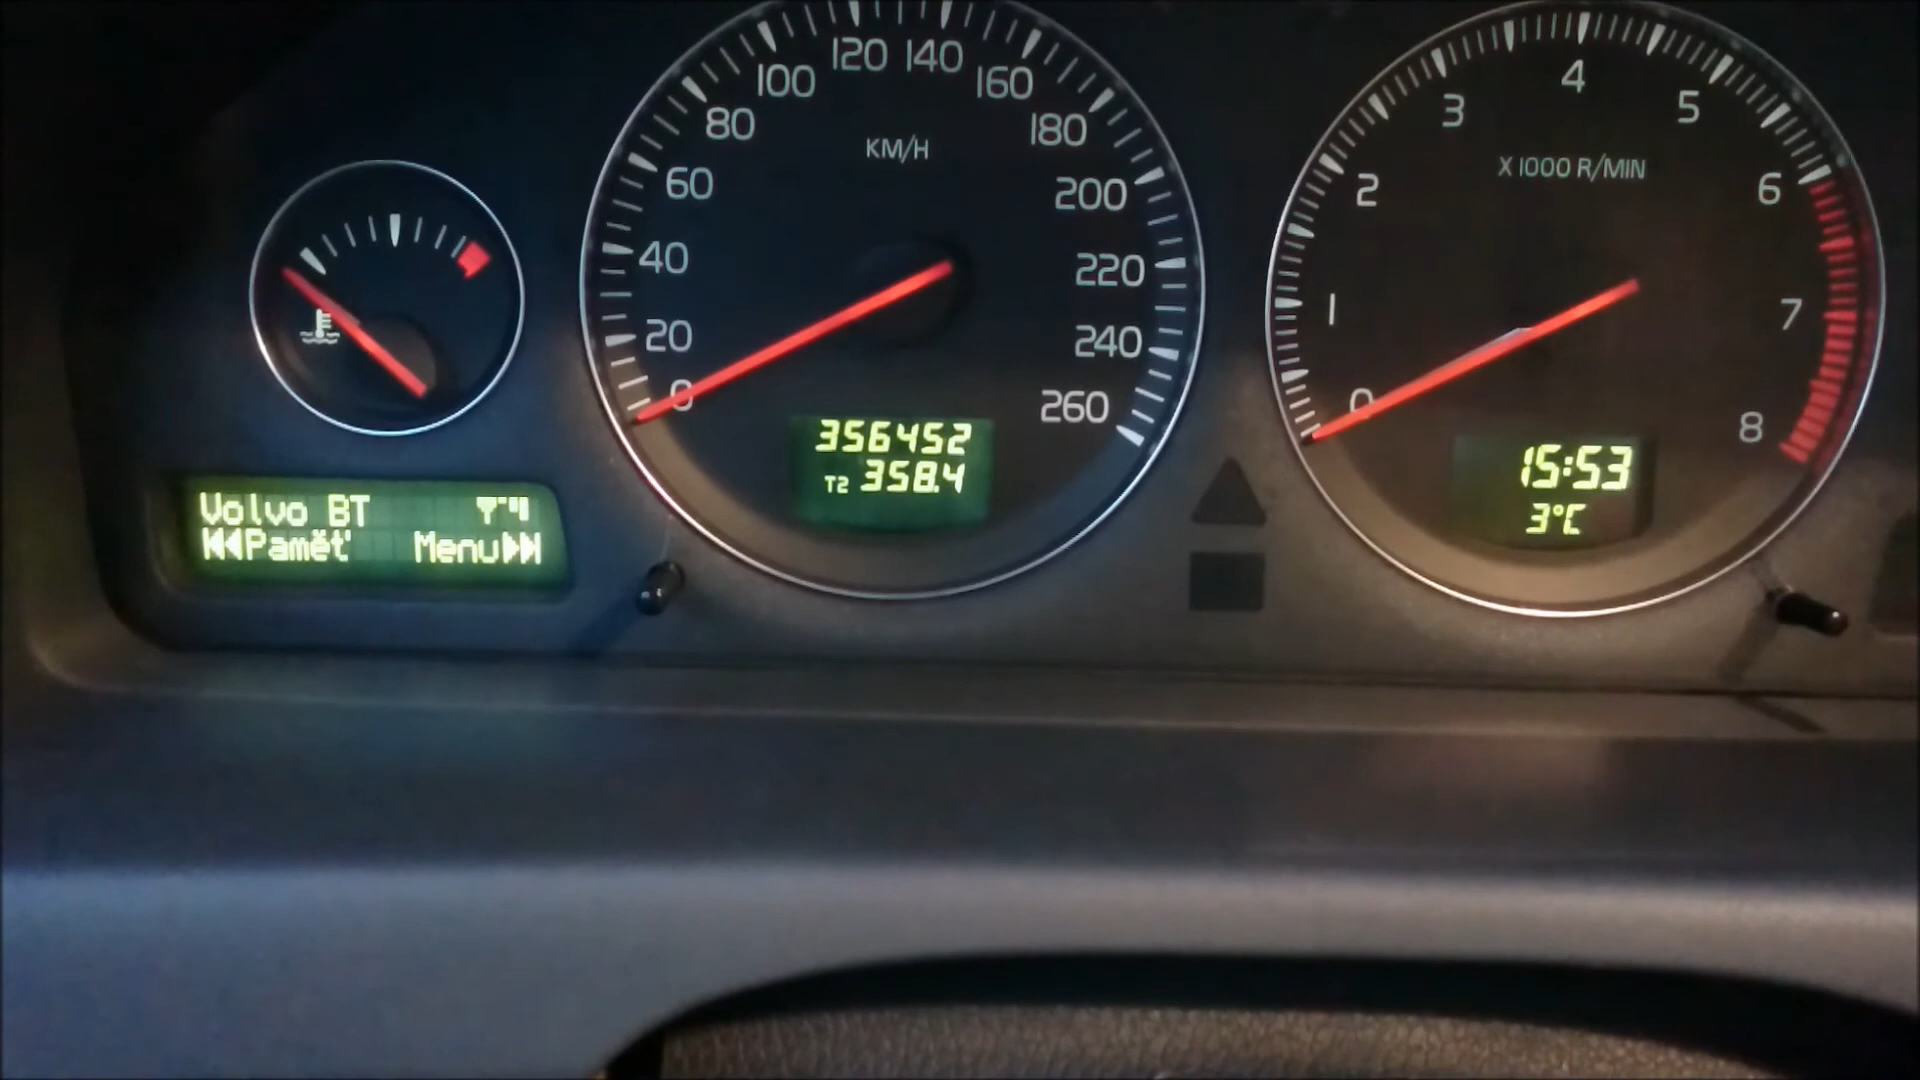 120 140
100 160
80 180
60 200
40 220
20 240
0 260
KM/H
356452
T2 358.4
4
3 5
2 6
1 7
0 8
X 1000 R/MIN
15:53
3°C
Volvo BT
Paměť Menu